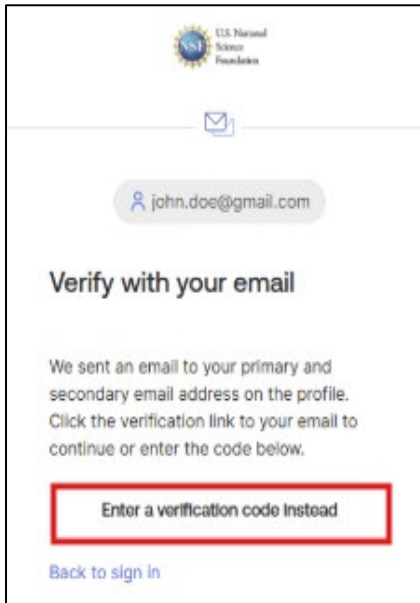 NSF
U.S. National
Science
Foundation
john.doe@gmail.com
Verify with your email
We sent an email to your primary and
secondary email address on the profile.
Click the verification link to your email to
continue or enter the code below.
Enter a verification code instead
Back to sign in